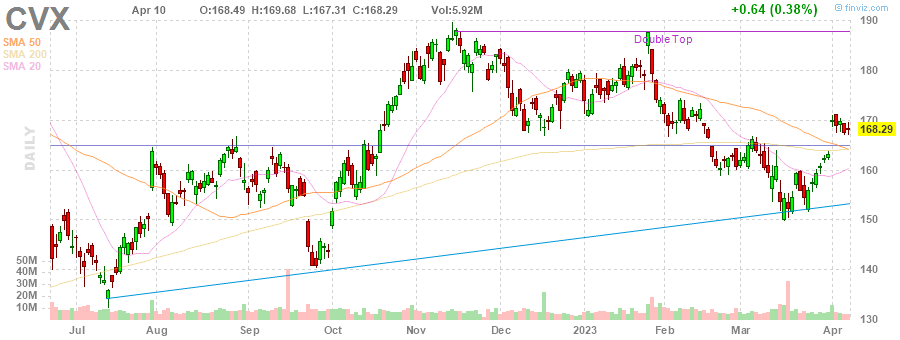 CVX
Apr 10 O:168.49 H:169.68 L:167.31 C:168.29 Vol:5.92M +0.64 (0.38%)
© finviz.com
DAILY
SMA 50
SMA 200
SMA 20
Double Top
190
180
170
168.29
160
150
140
130
50M
40M
30M
20M
10M
Jul Aug Sep Oct Nov Dec 2023 Feb Mar Apr